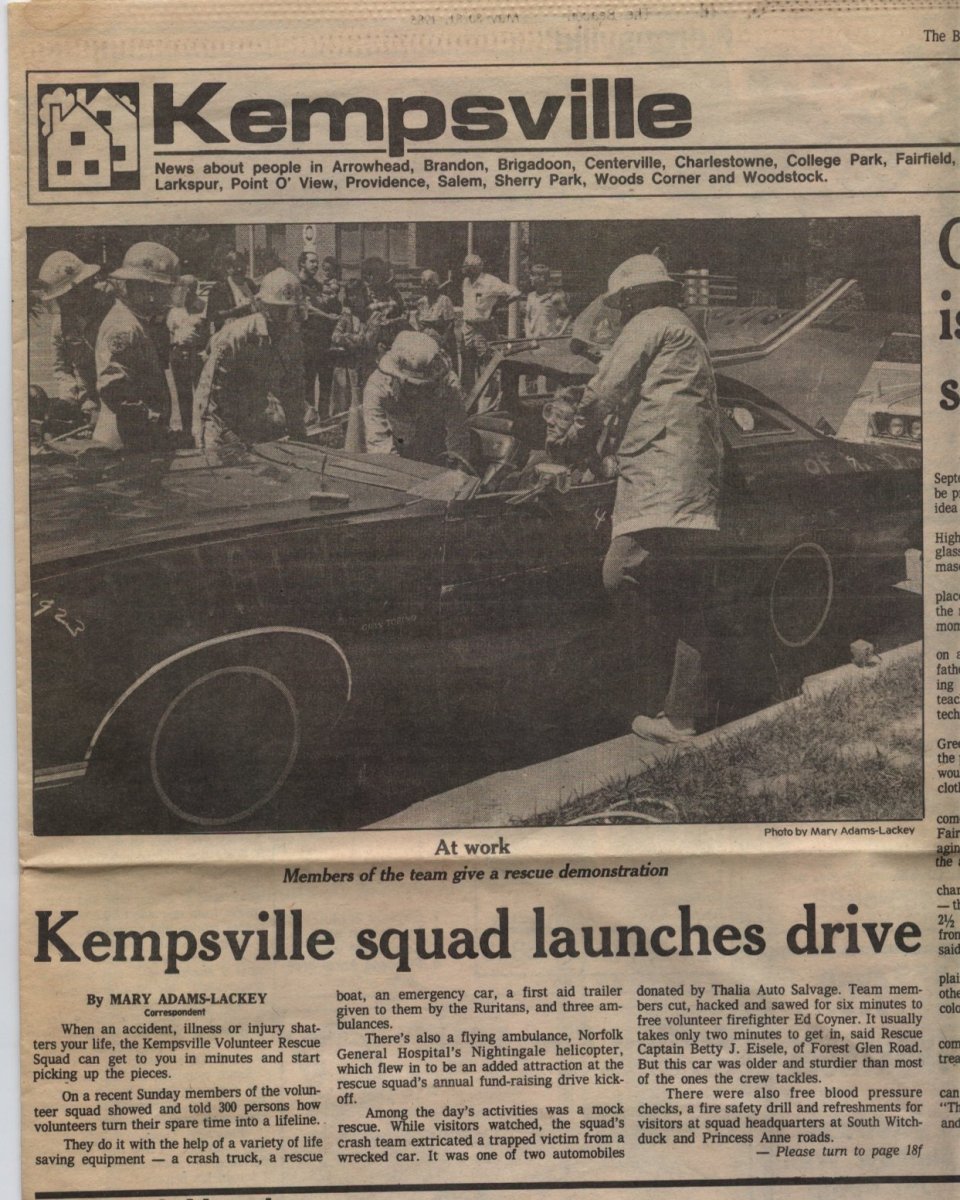 The B
Kempsville
News about people in Arrowhead, Brandon, Brigadoon, Centerville, Charlestowne, College Park, Fairfield,
Larkspur, Point O' View, Providence, Salem, Sherry Park, Woods Corner and Woodstock.
Photo by Mary Adams-Lackey
At work
Members of the team give a rescue demonstration
Kempsville squad launches drive
By MARY ADAMS-LACKEY
Correspondent
When an accident, illness or injury shat-
ters your life, the Kempsville Volunteer Rescue
Squad can get to you in minutes and start
picking up the pieces.
On a recent Sunday members of the volun-
teer squad showed and told 300 persons how
volunteers turn their spare time into a lifeline.
They do it with the help of a variety of life
saving equipment — a crash truck, a rescue
boat, an emergency car, a first aid trailer
given to them by the Ruritans, and three am-
bulances.
There's also a flying ambulance, Norfolk
General Hospital's Nightingale helicopter,
which flew in to be an added attraction at the
rescue squad's annual fund-raising drive kick-
off.
Among the day's activities was a mock
rescue. While visitors watched, the squad's
crash team extricated a trapped victim from a
wrecked car. It was one of two automobiles
donated by Thalia Auto Salvage. Team mem-
bers cut, hacked and sawed for six minutes to
free volunteer firefighter Ed Coyner. It usually
takes only two minutes to get in, said Rescue
Captain Betty J. Eisele, of Forest Glen Road.
But this car was older and sturdier than most
of the ones the crew tackles.
There were also free blood pressure
checks, a fire safety drill and refreshments for
visitors at squad headquarters at South Witch-
duck and Princess Anne roads.
— Please turn to page 18f